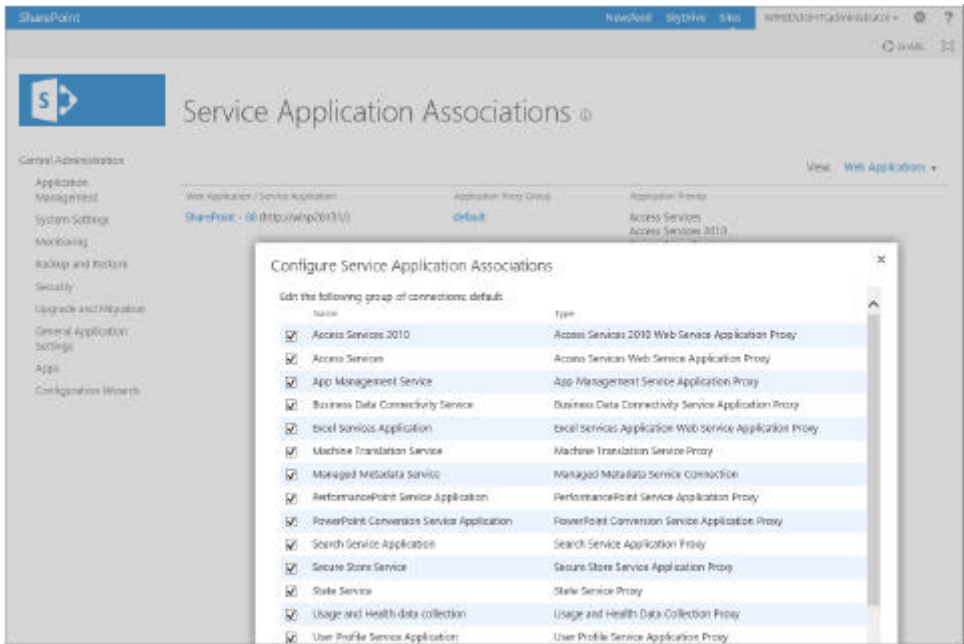 SharePoint
Newsfeed SkyDrive Sites
SHARE
S
Service Application Associations
Central Administration
Application Management
System Settings
Monitoring
Backup and Restore
Security
Upgrade and Migration
General Application Settings
Apps
Configuration Wizards
View: Web Applications
Web Application / Service Application Application Proxy Group Application Proxies
SharePoint - 80 default Access Services
Access Services 2010
Configure Service Application Associations
Edit the following group of connections: default
Name Type
Access Services 2010 Access Services 2010 Web Service Application Proxy
Access Services Access Services Web Service Application Proxy
App Management Service App Management Service Application Proxy
Business Data Connectivity Service Business Data Connectivity Service Application Proxy
Excel Services Application Excel Services Application Web Service Application Proxy
Machine Translation Service Machine Translation Service Proxy
Managed Metadata Service Managed Metadata Service Connection
PerformancePoint Service Application PerformancePoint Service Application Proxy
PowerPoint Conversion Service Application PowerPoint Conversion Service Application Proxy
Search Service Application Search Service Application Proxy
Secure Store Service Secure Store Service Application Proxy
State Service State Service Proxy
Usage and Health data collection Usage and Health Data Collection Proxy
User Profile Service Application User Profile Service Application Proxy